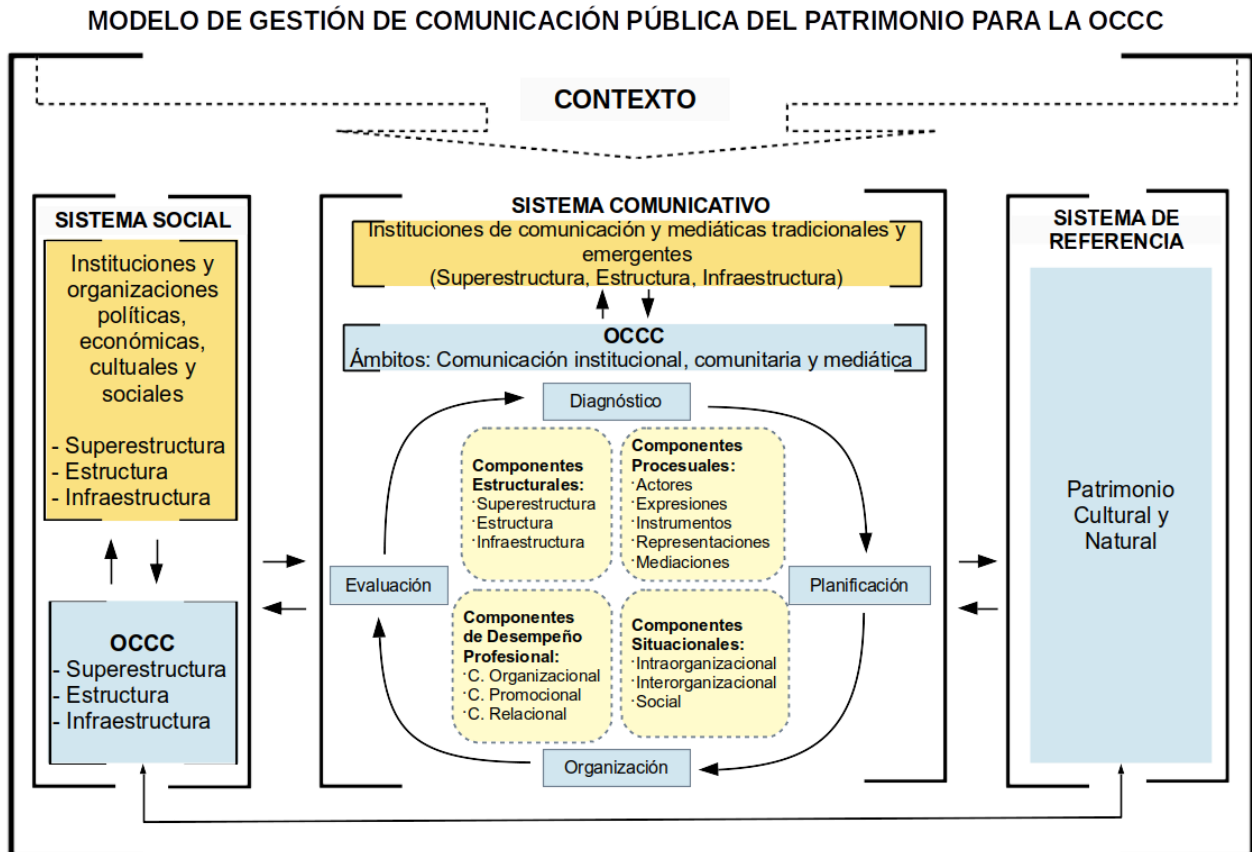 MODELO DE GESTIÓN DE COMUNICACIÓN PÚBLICA DEL PATRIMONIO PARA LA OCCC
CONTEXTO
SISTEMA SOCIAL
Instituciones y
organizaciones
políticas,
económicas,
cultuales y
sociales
- Superestructura
- Estructura
- Infraestructura
OCCC
- Superestructura
- Estructura
- Infraestructura
SISTEMA COMUNICATIVO
Instituciones de comunicación y mediáticas tradicionales y
emergentes
(Superestructura, Estructura, Infraestructura)
OCCC
Ámbitos: Comunicación institucional, comunitaria y mediática
Diagnóstico
Componentes
Estructurales:
·Superestructura
·Estructura
·Infraestructura
Componentes
Procesuales:
·Actores
·Expresiones
·Instrumentos
·Representaciones
·Mediaciones
Evaluación
Planificación
Componentes
de Desempeño
Profesional:
·C. Organizacional
·C. Promocional
·C. Relacional
Componentes
Situacionales:
·Intraorganizacional
·Interorganizacional
·Social
Organización
SISTEMA DE
REFERENCIA
Patrimonio
Cultural y
Natural